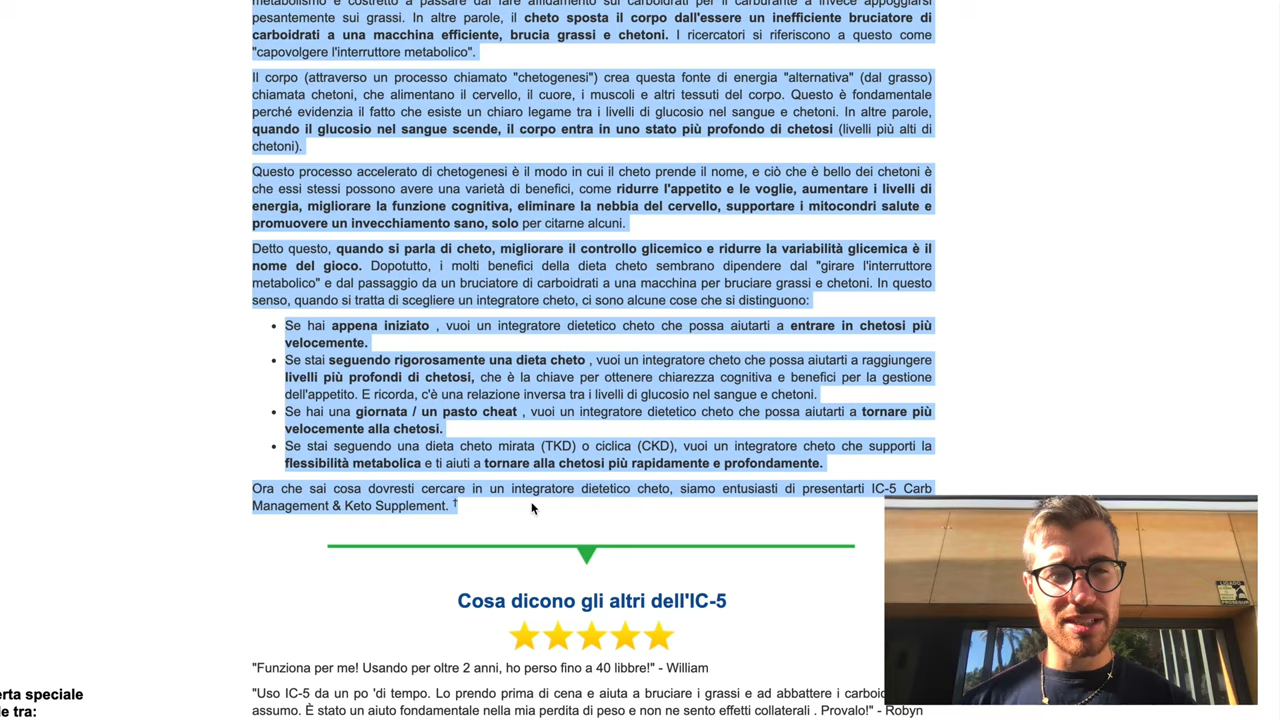 metabolismo è costretto a passare dal fare affidamento sui carboidrati per il carburante a invece appoggiarsi
pesantemente sui grassi. In altre parole, il cheto sposta il corpo dall'essere un inefficiente bruciatore di
carboidrati a una macchina efficiente, brucia grassi e chetoni. I ricercatori si riferiscono a questo come
"capovolgere l'interruttore metabolico".
Il corpo (attraverso un processo chiamato "chetogenesi") crea questa fonte di energia "alternativa" (dal grasso)
chiamata chetoni, che alimentano il cervello, il cuore, i muscoli e altri tessuti del corpo. Questo è fondamentale
perché evidenzia il fatto che esiste un chiaro legame tra i livelli di glucosio nel sangue e chetoni. In altre parole,
quando il glucosio nel sangue scende, il corpo entra in uno stato più profondo di chetosi (livelli più alti di
chetoni).
Questo processo accelerato di chetogenesi è il modo in cui il cheto prende il nome, e ciò che è bello dei chetoni è
che essi stessi possono avere una varietà di benefici, come ridurre l'appetito e le voglie, aumentare i livelli di
energia, migliorare la funzione cognitiva, eliminare la nebbia del cervello, supportare i mitocondri salute e
promuovere un invecchiamento sano, solo per citarne alcuni.
Detto questo, quando si parla di cheto, migliorare il controllo glicemico e ridurre la variabilità glicemica è il
nome del gioco. Dopotutto, i molti benefici della dieta cheto sembrano dipendere dal "girare l'interruttore
metabolico" e dal passaggio da un bruciatore di carboidrati a una macchina per bruciare grassi e chetoni. In questo
senso, quando si tratta di scegliere un integratore cheto, ci sono alcune cose che si distinguono:
• Se hai appena iniziato , vuoi un integratore dietetico cheto che possa aiutarti a entrare in chetosi più
velocemente.
• Se stai seguendo rigorosamente una dieta cheto , vuoi un integratore cheto che possa aiutarti a raggiungere
livelli più profondi di chetosi, che è la chiave per ottenere chiarezza cognitiva e benefici per la gestione
dell'appetito. E ricorda, c'è una relazione inversa tra i livelli di glucosio nel sangue e chetoni.
• Se hai una giornata / un pasto cheat , vuoi un integratore dietetico cheto che possa aiutarti a tornare più
velocemente alla chetosi.
• Se stai seguendo una dieta cheto mirata (TKD) o ciclica (CKD), vuoi un integratore cheto che supporti la
flessibilità metabolica e ti aiuti a tornare alla chetosi più rapidamente e profondamente.
Ora che sai cosa dovresti cercare in un integratore dietetico cheto, siamo entusiasti di presentarti IC-5 Carb
Management & Keto Supplement. †
Cosa dicono gli altri dell'IC-5
"Funziona per me! Usando per oltre 2 anni, ho perso fino a 40 libbre!" - William
"Uso IC-5 da un po 'di tempo. Lo prendo prima di cena e aiuta a bruciare i grassi e ad abbattere i carboid
assumo. È stato un aiuto fondamentale nella mia perdita di peso e non ne sento effetti collaterali . Provalo!" - Robyn
erta speciale
le tra: